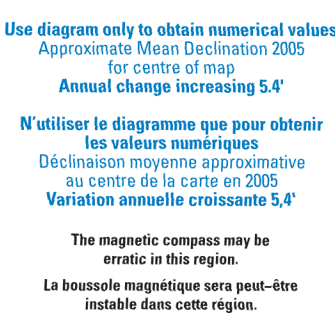 Use diagram only to obtain numerical values
Approximate Mean Declination 2005
for centre of map
Annual change increasing 5.4'
N'utiliser le diagramme que pour obtenir
les valeurs numériques
Déclinaison moyenne approximative
au centre de la carte en 2005
Variation annuelle croissante 5,4'
The magnetic compass may be
erratic in this region.
La boussole magnétique sera peut–être
instable dans cette région.